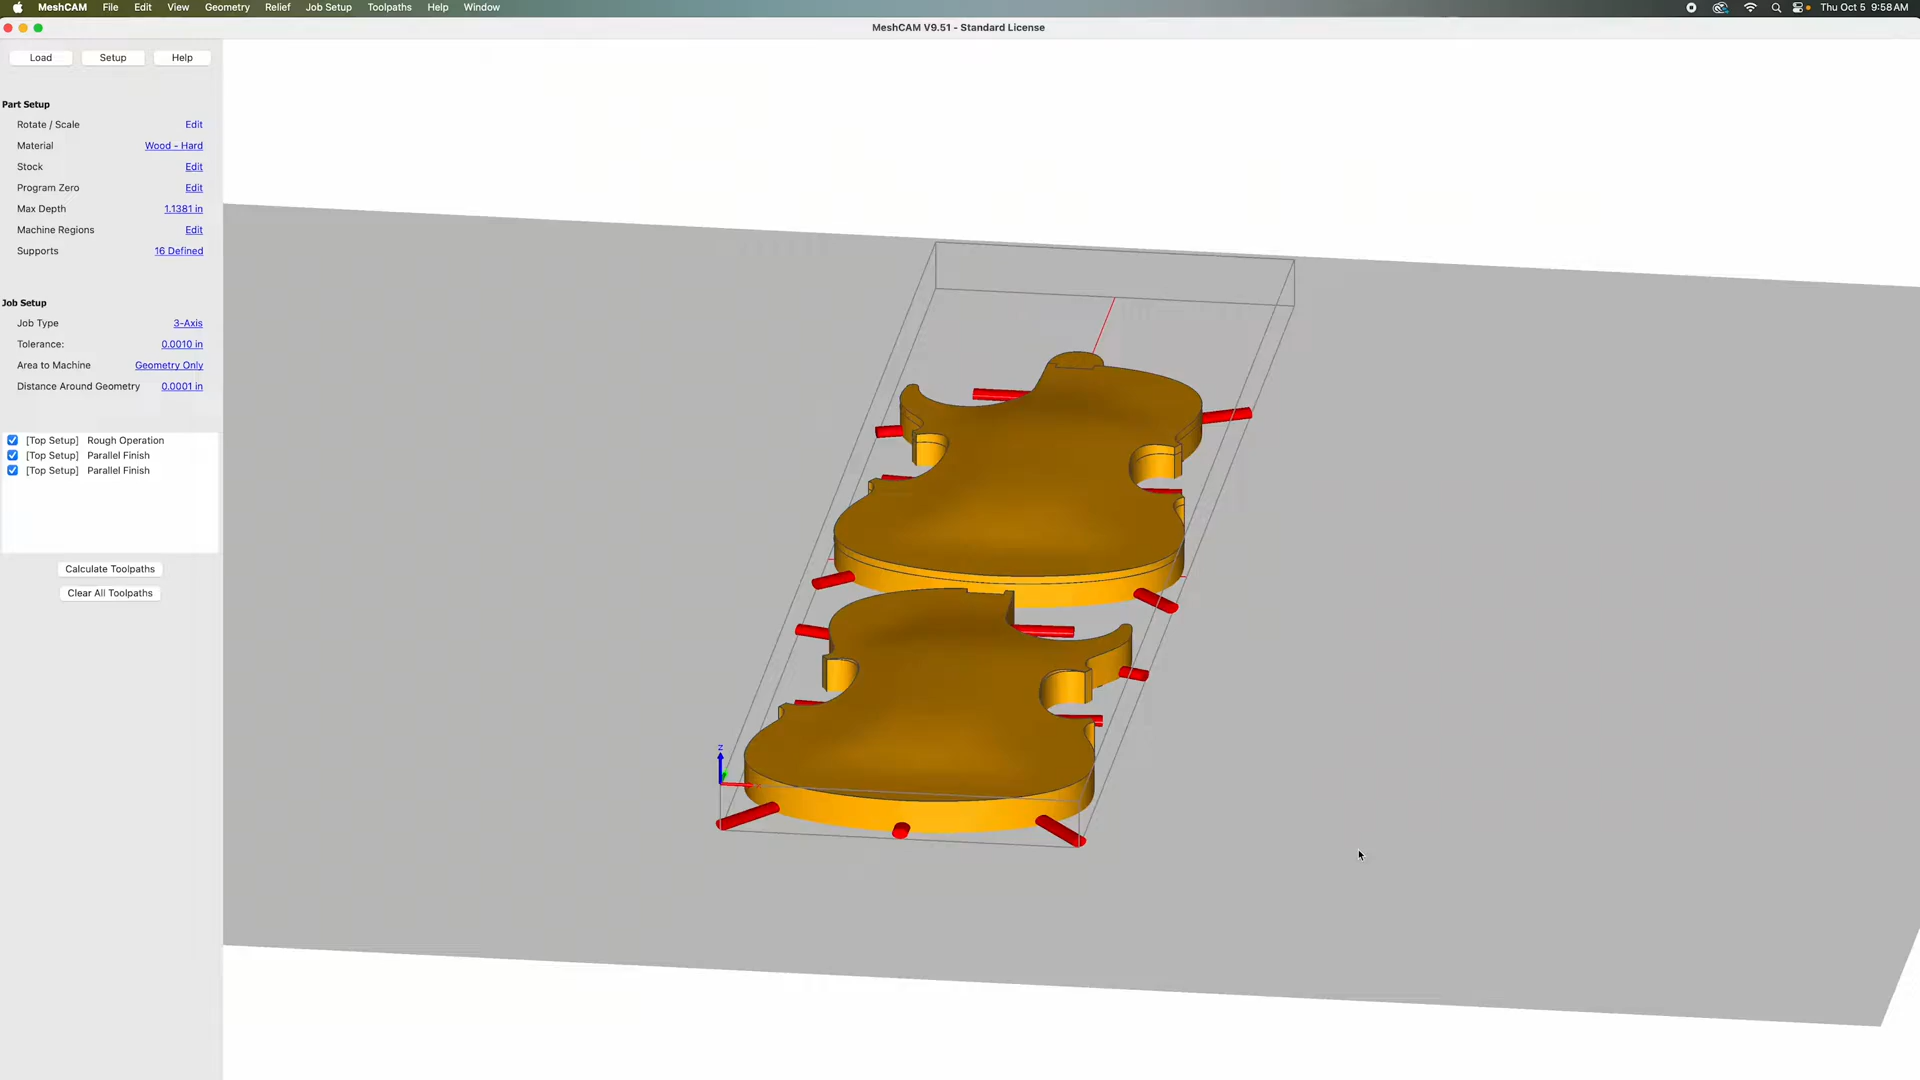 MeshCAM File Edit View Geometry Relief Job Setup Toolpaths Help Window Thu Oct 5 9:58 AM
MeshCAM V9.51 - Standard License
Load Setup Help
Part Setup
Rotate / Scale Edit
Material Wood - Hard
Stock Edit
Program Zero Edit
Max Depth 1.1381 in
Machine Regions Edit
Supports 16 Defined
Job Setup
Job Type 3-Axis
Tolerance: 0.0010 in
Area to Machine Geometry Only
Distance Around Geometry 0.0001 in
[Top Setup] Rough Operation
[Top Setup] Parallel Finish
[Top Setup] Parallel Finish
Calculate Toolpaths
Clear All Toolpaths
z